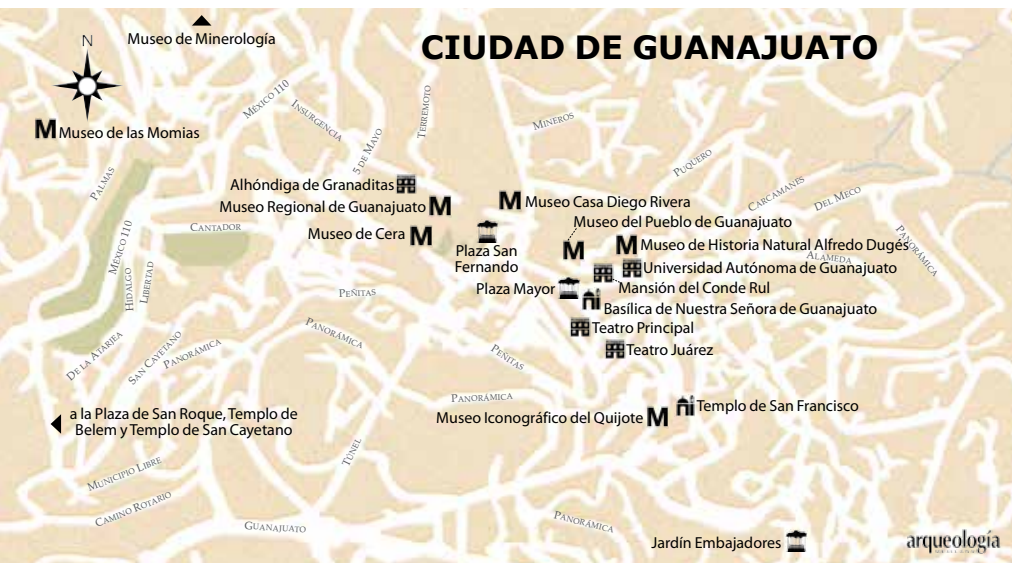 CIUDAD DE GUANAJUATO
Museo de Minerología
N
MÉXICO 110
INSURGENCIA
5 DE MAYO
TERREMOTO
MINEROS
Museo de las Momias
PALMAS
PUQUERO
CARCAMANES
DEL MECO
PANORÁMICA
Alhóndiga de Granaditas
Museo Regional de Guanajuato
Museo Casa Diego Rivera
Museo del Pueblo de Guanajuato
CANTADOR
Museo de Cera
Plaza San
Fernando
Museo de Historia Natural Alfredo Dugés
ALAMEDA
MÉXICO 110
HIDALGO
LIBERTAD
Universidad Autónoma de Guanajuato
Plaza Mayor
Mansión del Conde Rul
PEÑITAS
Basílica de Nuestra Señora de Guanajuato
PANORÁMICA
Teatro Principal
DE LA ATARJEA
SAN CAYETANO
PANORÁMICA
PEÑITAS
Teatro Juárez
PANORÁMICA
a la Plaza de San Roque, Templo de
Belem y Templo de San Cayetano
Museo Iconográfico del Quijote
Templo de San Francisco
TÚNEL
MUNICIPIO LIBRE
CAMINO ROTARIO
GUANAJUATO
PANORÁMICA
Jardín Embajadores
arqueología